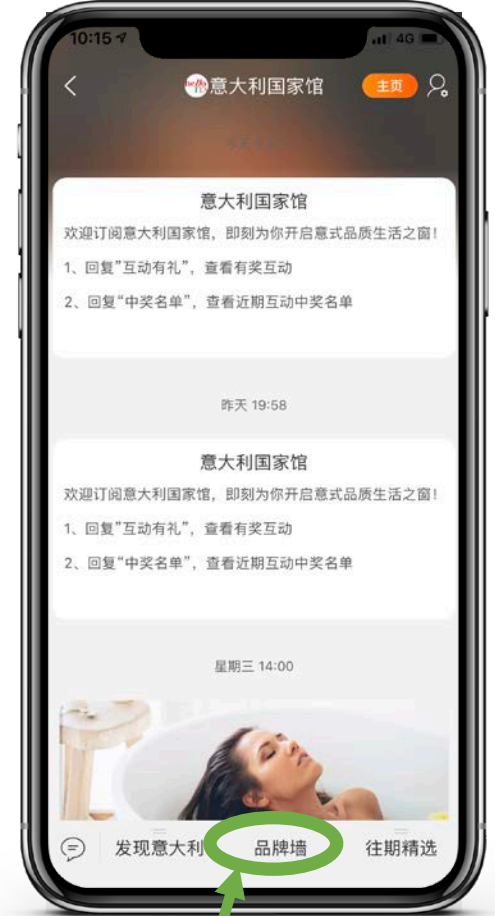 10:15
4G
意大利国家馆
主页
意大利国家馆
欢迎订阅意大利国家馆，即刻为你开启意式品质生活之窗！
1、回复"互动有礼"，查看有奖互动
2、回复“中奖名单”，查看近期互动中奖名单
昨天 19:58
意大利国家馆
欢迎订阅意大利国家馆，即刻为你开启意式品质生活之窗！
1、回复"互动有礼"，查看有奖互动
2、回复“中奖名单”，查看近期互动中奖名单
星期三 14:00
发现意大利
品牌墙
往期精选